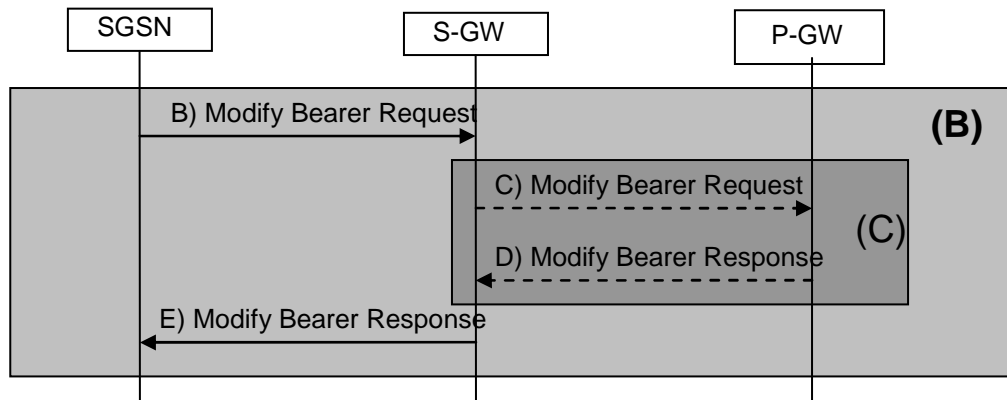 SGSN
S-GW
P-GW
B) Modify Bearer Request
(B)
C) Modify Bearer Request
(C)
D) Modify Bearer Response
E) Modify Bearer Response